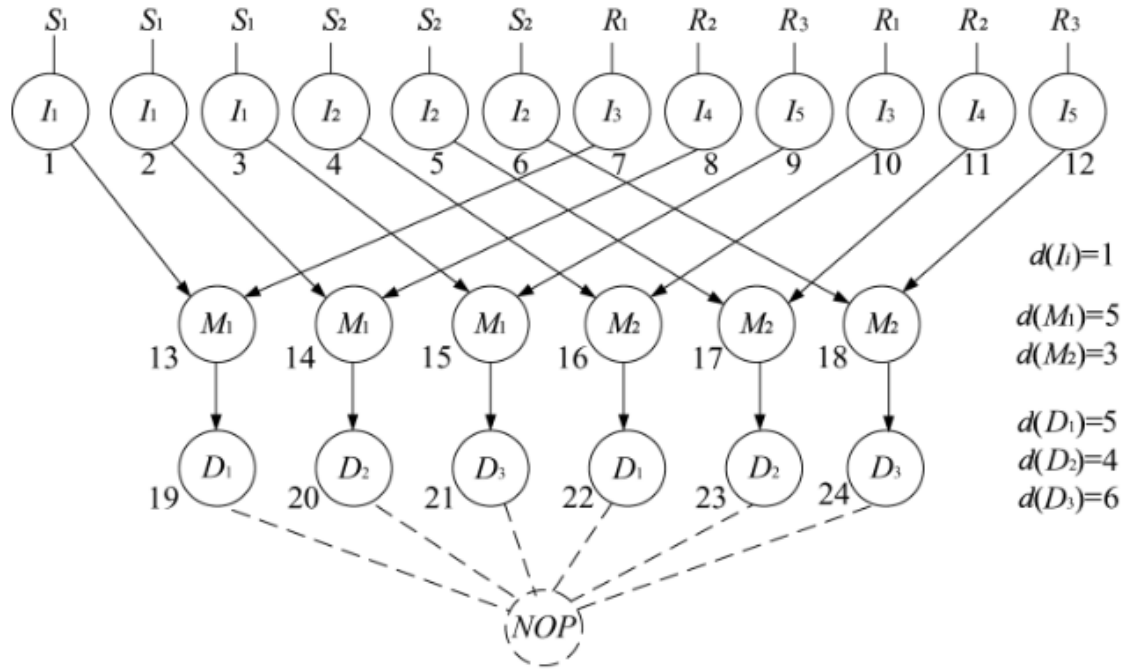 S1 S1 S1 S2 S2 S2 R1 R2 R3 R1 R2 R3
I1 I1 I1 I2 I2 I2 I3 I4 I5 I3 I4 I5
1 2 3 4 5 6 7 8 9 10 11 12
d(Ii)=1
M1 M1 M1 M2 M2 M2
d(M1)=5
13 14 15 16 17 18
d(M2)=3
D1 D2 D3 D1 D2 D3
d(D1)=5
d(D2)=4
19 20 21 22 23 24
d(D3)=6
NOP